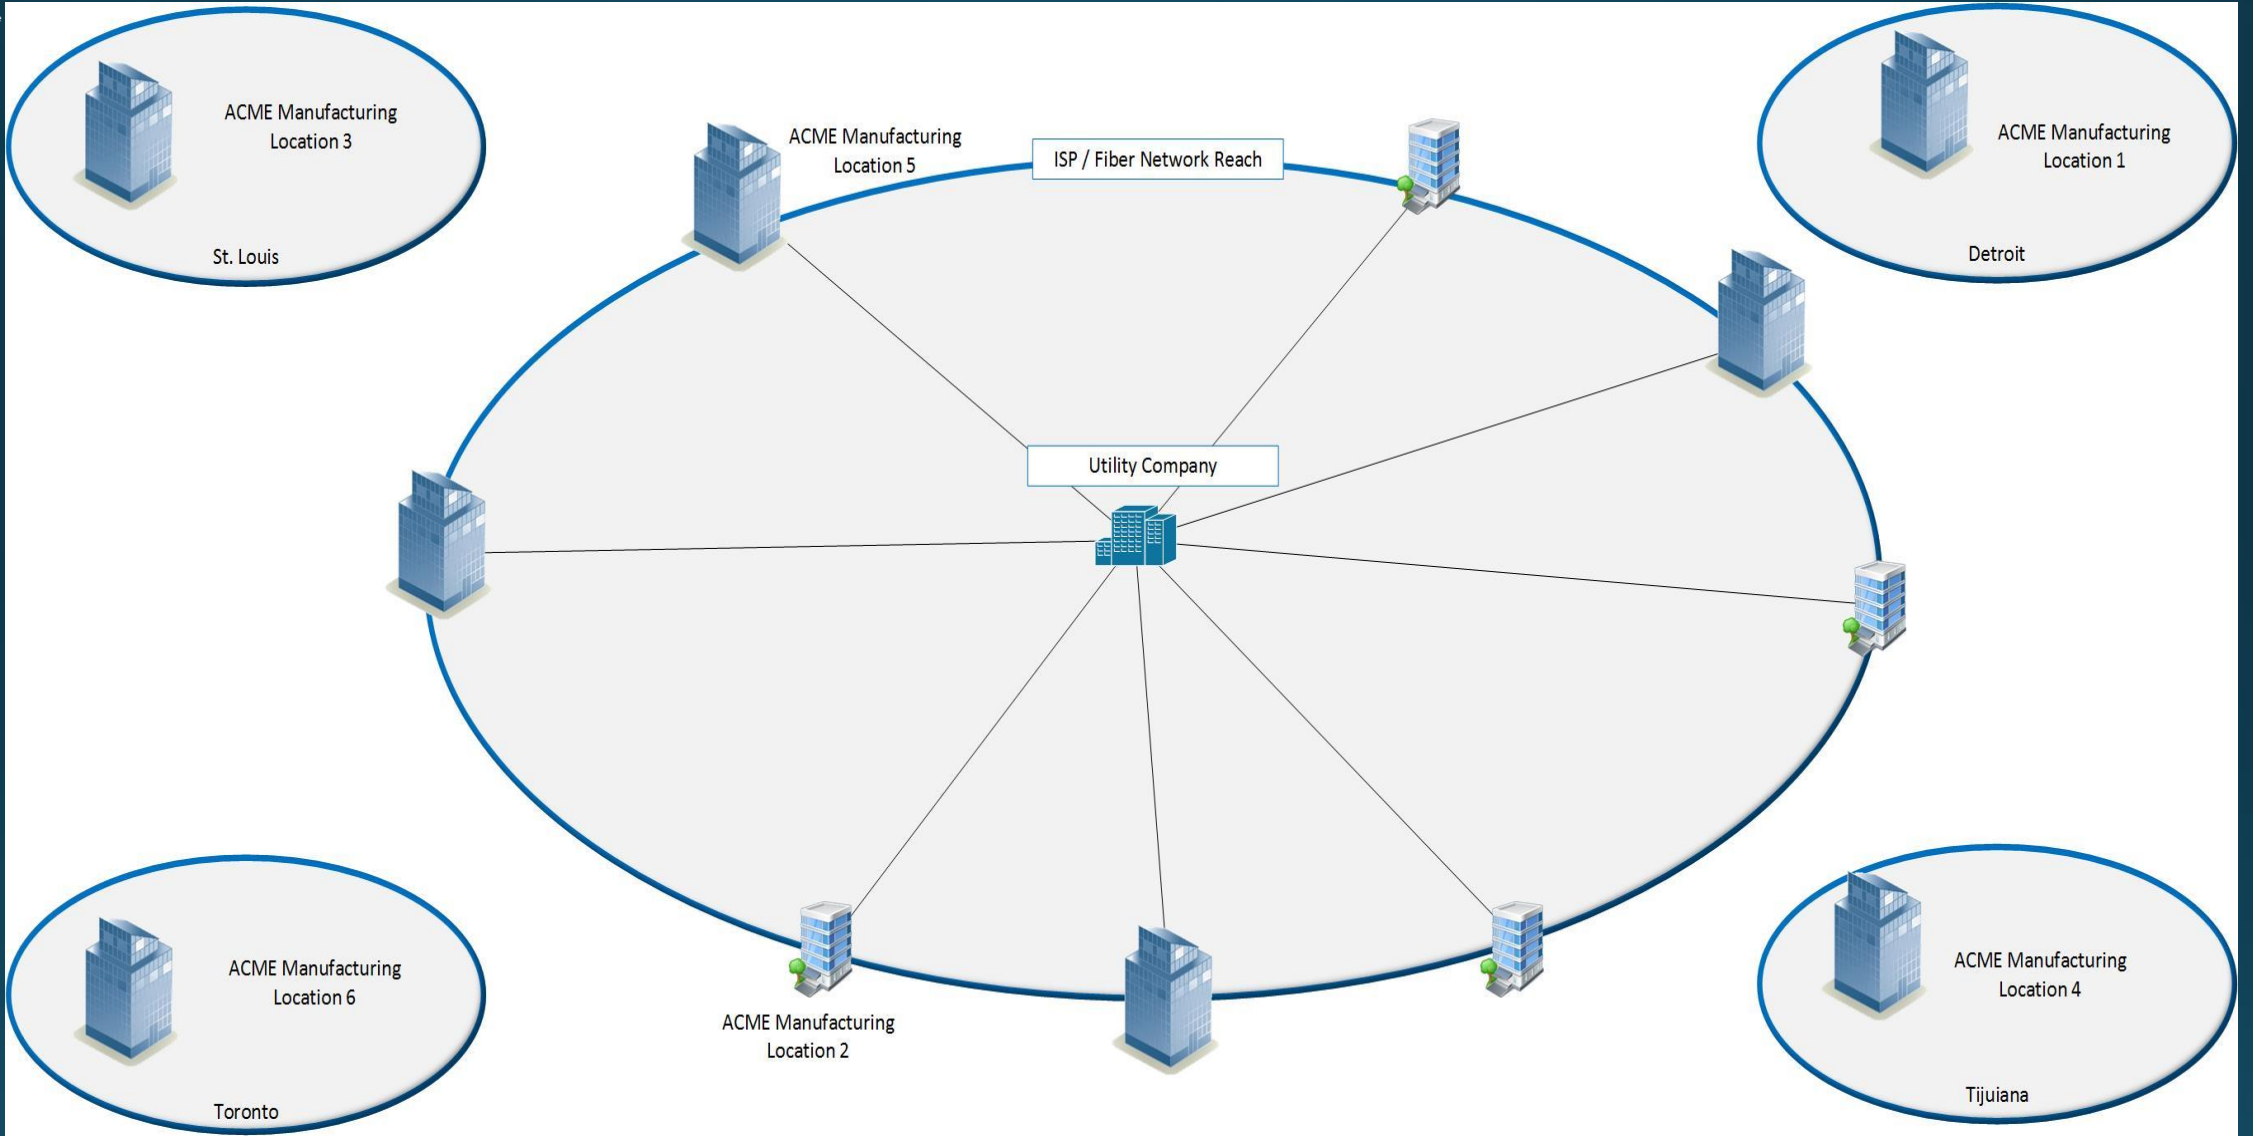 ACME Manufacturing
Location 3
St. Louis
ACME Manufacturing
Location 5
ISP / Fiber Network Reach
ACME Manufacturing
Location 1
Detroit
Utility Company
ACME Manufacturing
Location 6
Toronto
ACME Manufacturing
Location 2
ACME Manufacturing
Location 4
Tijuiana